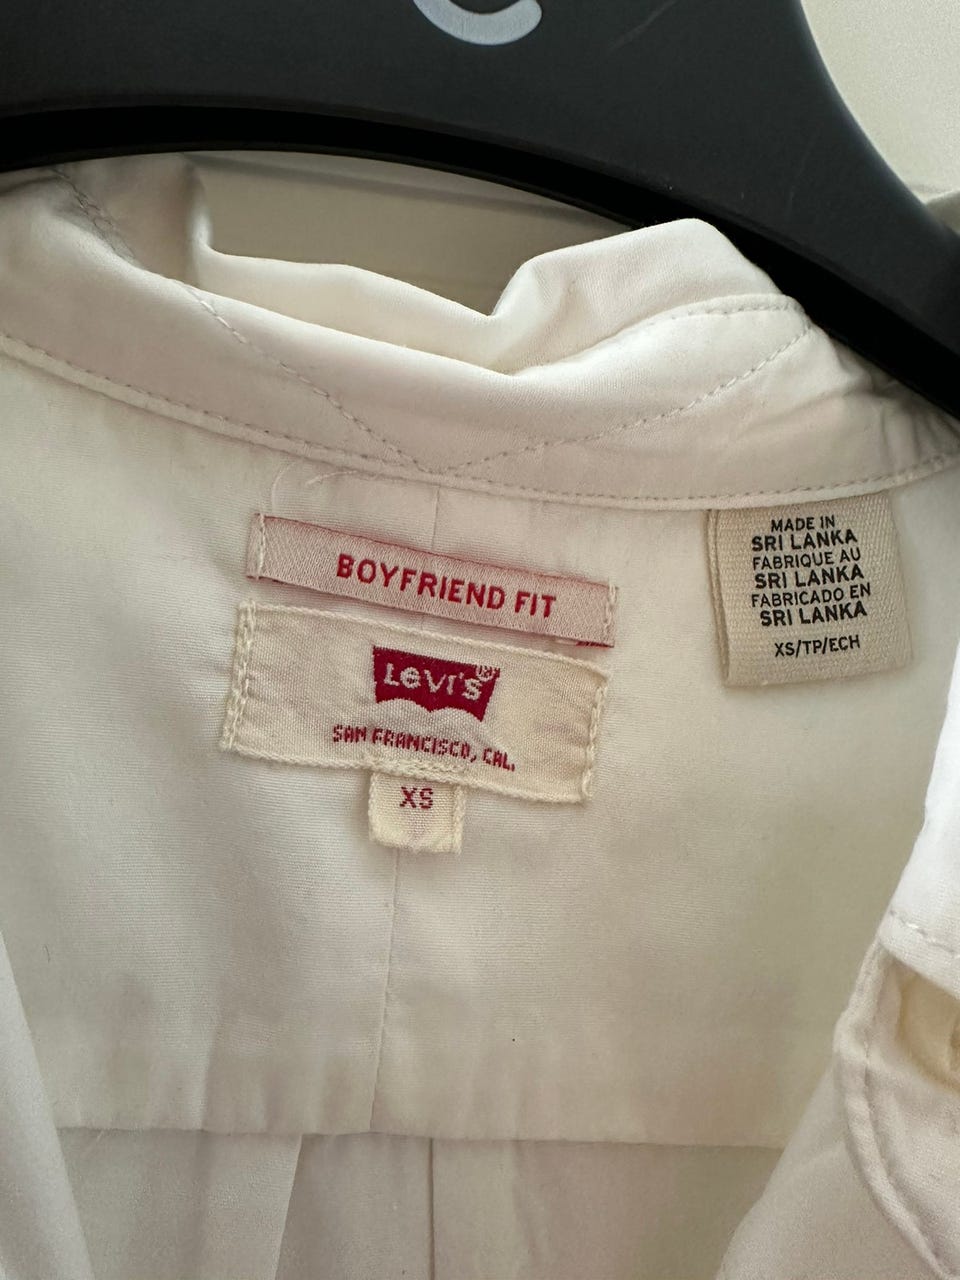 BOYFRIEND FIT
Levi's®
SAN FRANCISCO, CAL.
XS
MADE IN
SRI LANKA
FABRIQUE AU
SRI LANKA
FABRICADO EN
SRI LANKA
XS/TP/ECH